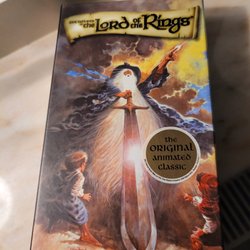 the Lord of the Rings
the
ORIGINAL
animated
classic